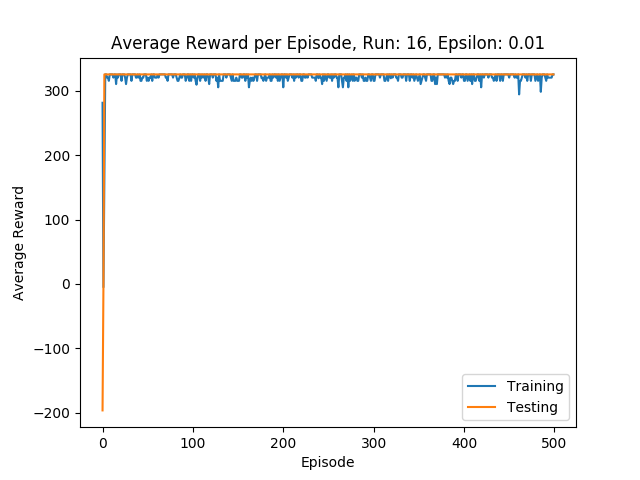 Average Reward per Episode, Run: 16, Epsilon: 0.01
300
200
100
0
−100
−200
Average Reward
0 100 200 300 400 500
Episode
Training
Testing